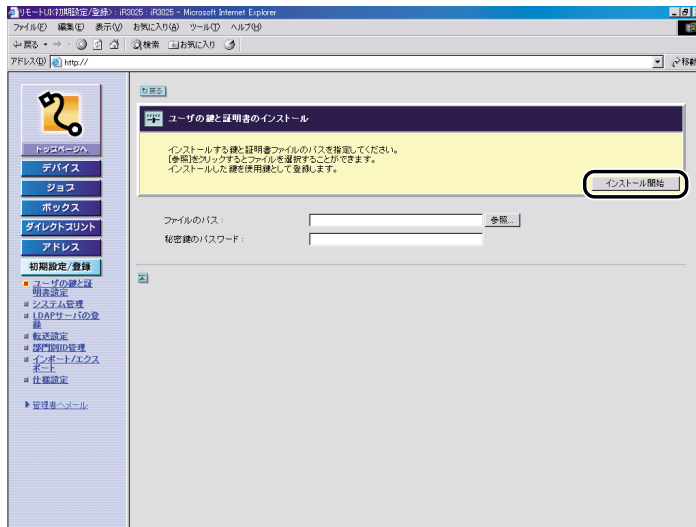 リモートUI<初期設定/登録> : iR3025 : iR3025 - Microsoft Internet Explorer
ファイル(F) 編集(E) 表示(V) お気に入り(A) ツール(T) ヘルプ(H)
戻る 検索 お気に入り
アドレス(D) http:// 移動
もどる
ユーザの鍵と証明書のインストール
インストールする鍵と証明書ファイルのパスを指定してください。
[参照]をクリックするとファイルを選択することができます。
インストールした鍵を使用鍵として登録します。
インストール開始
ファイルのパス :
参照...
秘密鍵のパスワード :
トップページへ
デバイス
ジョブ
ボックス
ダイレクトプリント
アドレス
初期設定/登録
ユーザの鍵と証
明書設定
システム管理
LDAPサーバの登
録
転送設定
部門別ID管理
インポート/エクス
ポート
仕様設定
管理者へメール